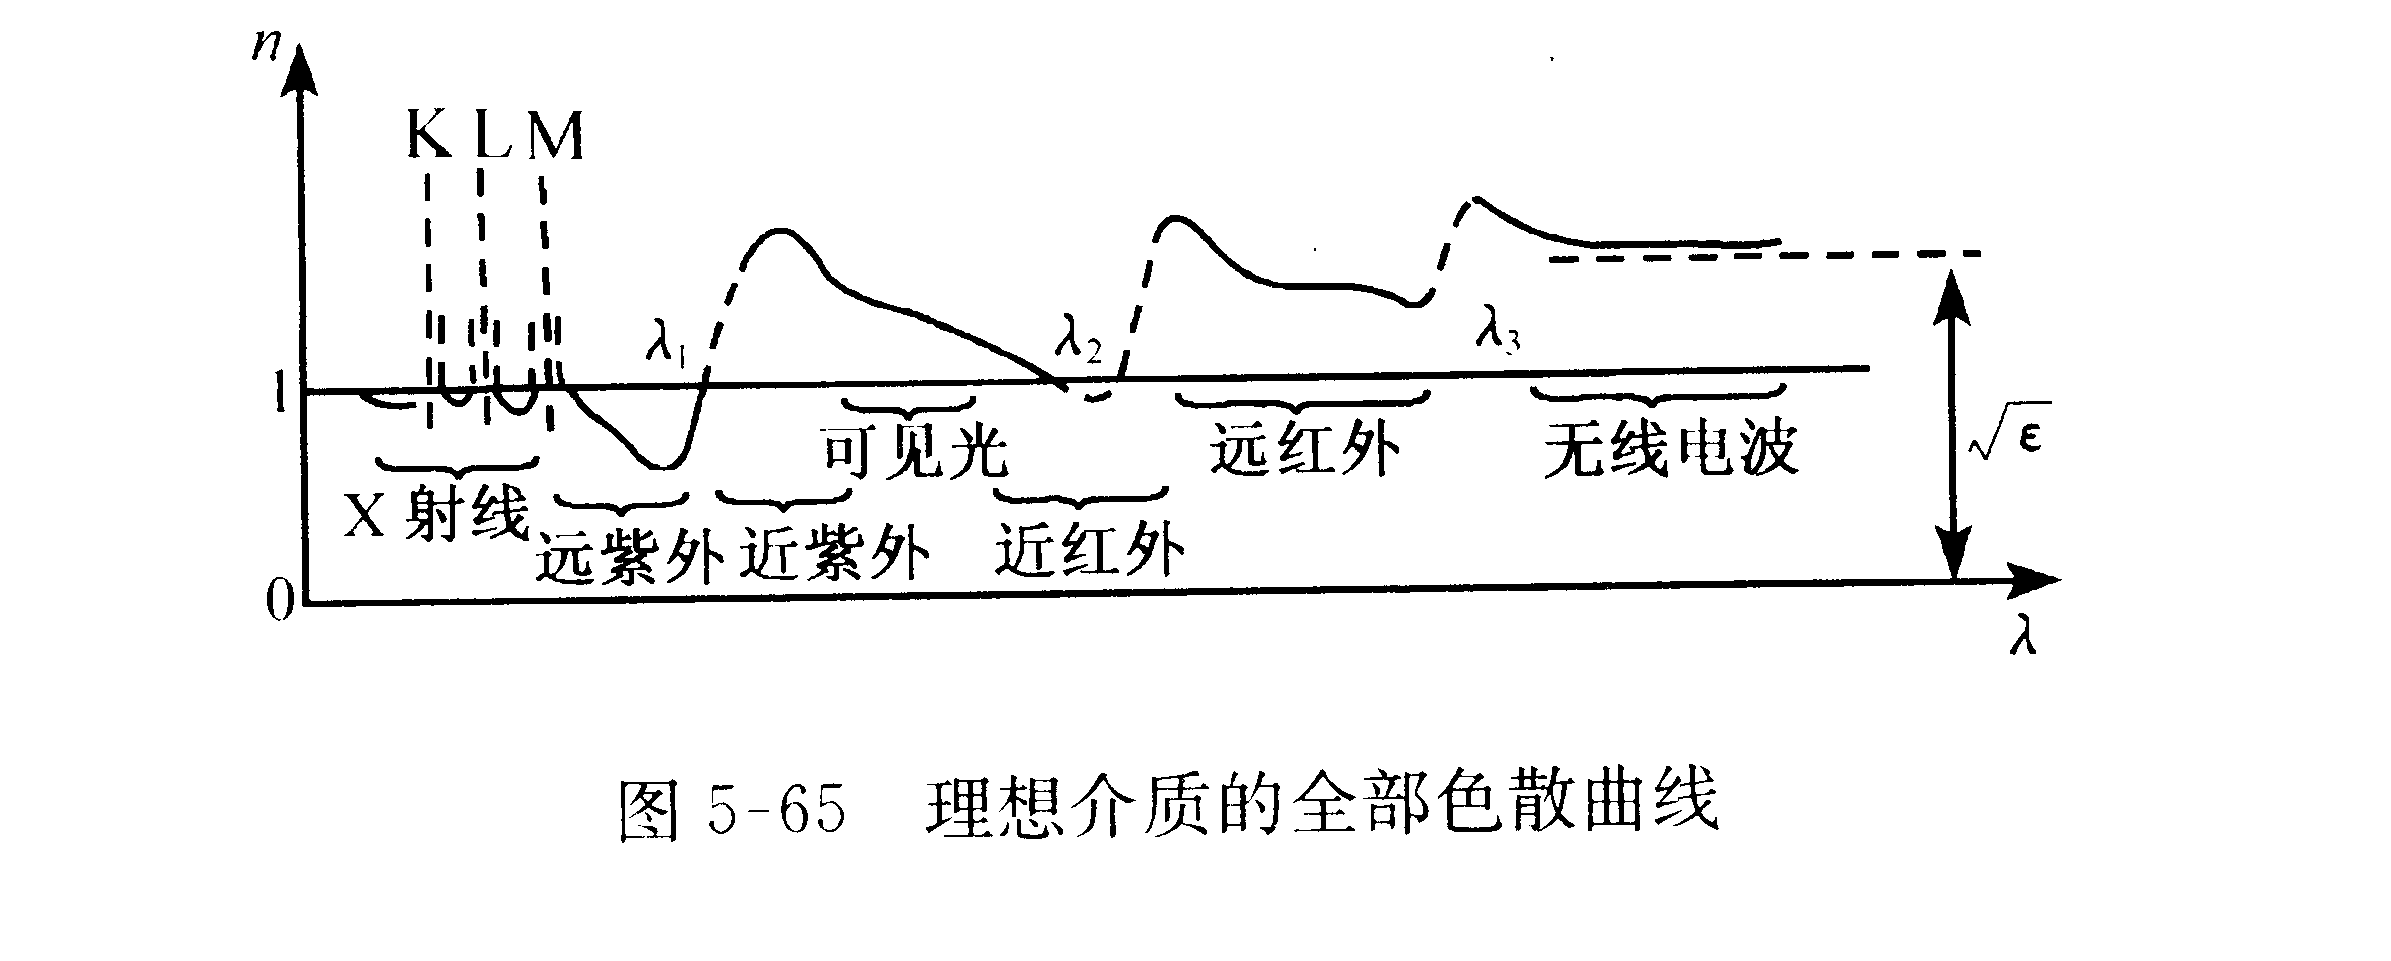 n
K L M
λ1
λ2
λ3
1
可见光
远红外
无线电波
√ε
X射线
远紫外
近紫外
近红外
0
λ
图 5-65 理想介质的全部色散曲线